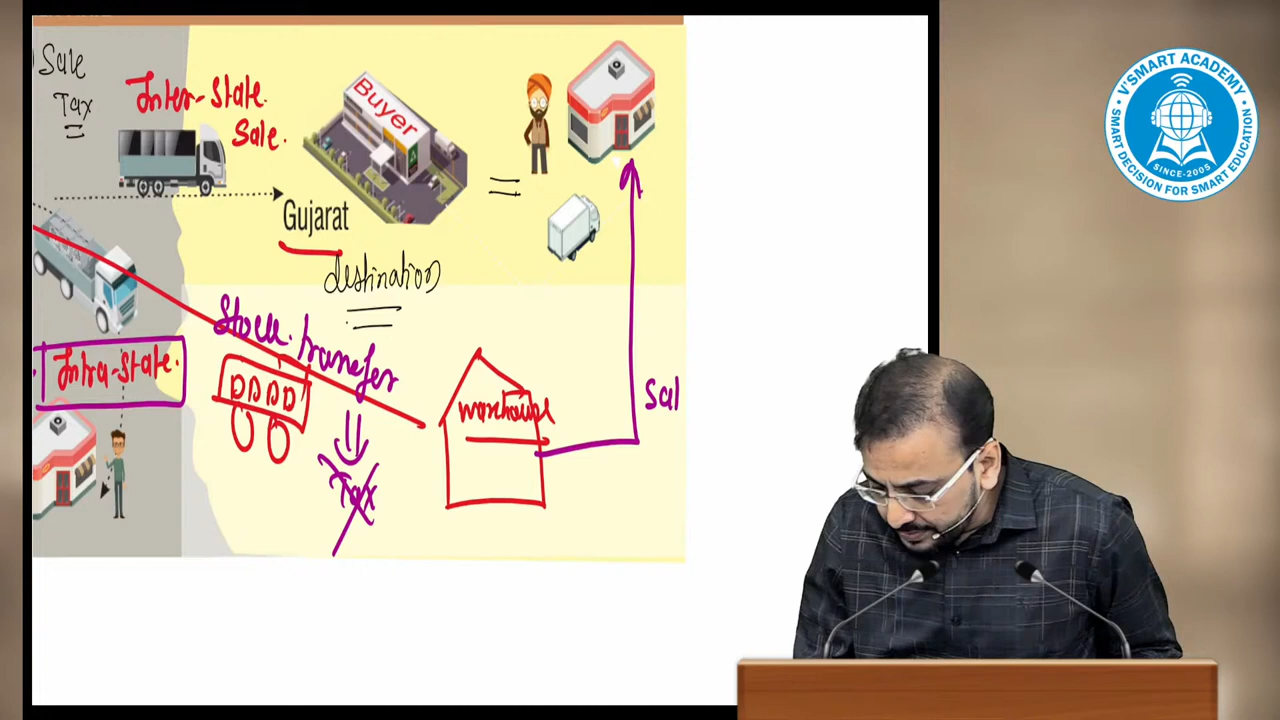 Sale
Tax
Inter-State
Sale.
Buyer
Gujarat
destination
Stock transfer
Intra-State.
DDDD
warehouse
Sal
Tax
V'SMART ACADEMY
SINCE-2005
SMART DECISION FOR SMART EDUCATION